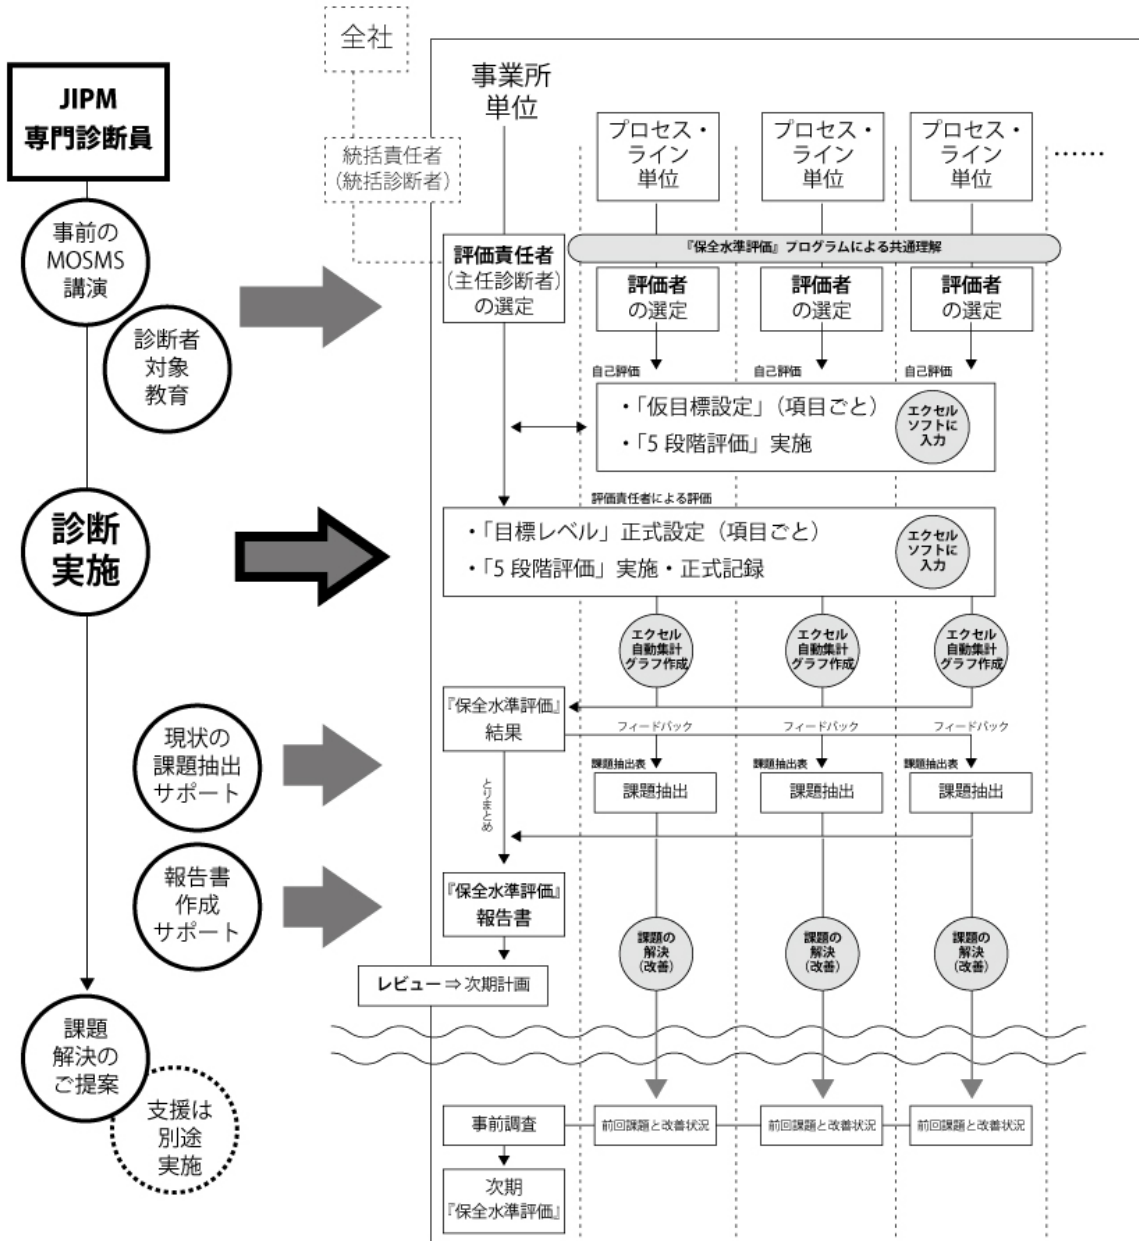 全社
JIPM
専門診断員
事業所
単位
プロセス・
ライン
単位
プロセス・
ライン
単位
プロセス・
ライン
単位
……
統括責任者
(統括診断者)
事前の
MOSMS
講演
診断者
対象
教育
『保全水準評価』プログラムによる共通理解
評価責任者
(主任診断者)
の選定
評価者
の選定
評価者
の選定
評価者
の選定
自己評価
自己評価
自己評価
・「仮目標設定」(項目ごと)
・「5 段階評価」実施
エクセル
ソフトに
入力
診断
実施
評価責任者による評価
・「目標レベル」正式設定(項目ごと)
・「5 段階評価」実施・正式記録
エクセル
ソフトに
入力
エクセル
自動集計
グラフ作成
エクセル
自動集計
グラフ作成
エクセル
自動集計
グラフ作成
現状の
課題抽出
サポート
『保全水準評価』
結果
フィードバック
フィードバック
フィードバック
課題抽出表
課題抽出表
課題抽出表
課題抽出
課題抽出
課題抽出
とりまとめ
報告書
作成
サポート
『保全水準評価』
報告書
課題の
解決
(改善)
課題の
解決
(改善)
課題の
解決
(改善)
レビュー ⇒ 次期計画
課題
解決の
ご提案
支援は
別途
実施
事前調査
前回課題と改善状況
前回課題と改善状況
前回課題と改善状況
次期
『保全水準評価』